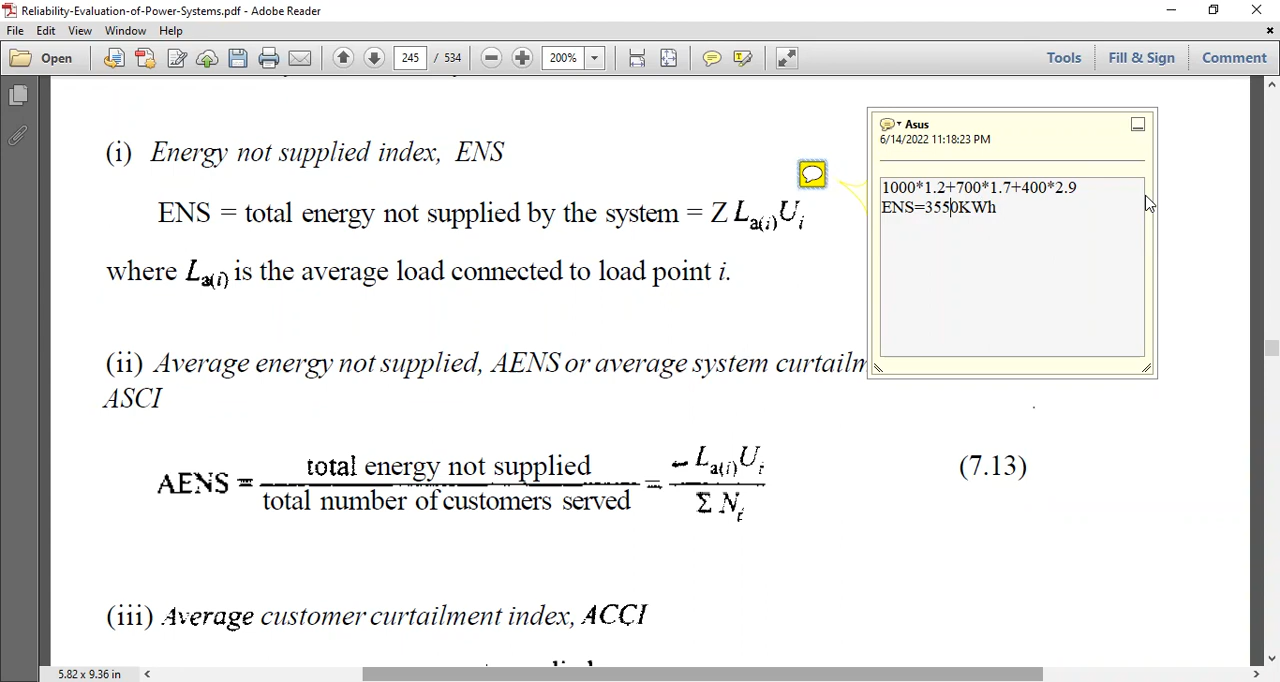 Reliability-Evaluation-of-Power-Systems.pdf - Adobe Reader
File Edit View Window Help
Open 245 / 534 200% Tools Fill & Sign Comment
(i) Energy not supplied index, ENS
ENS = total energy not supplied by the system = Z La(i)Ui
where La(i) is the average load connected to load point i.
(ii) Average energy not supplied, AENS or average system curtailm
ASCI
AENS = total energy not supplied / total number of customers served = - La(i)Ui / Σ Ni
(7.13)
(iii) Average customer curtailment index, ACCI
Asus
6/14/2022 11:18:23 PM
1000*1.2+700*1.7+400*2.9
ENS=3550KWh
5.82 x 9.36 in